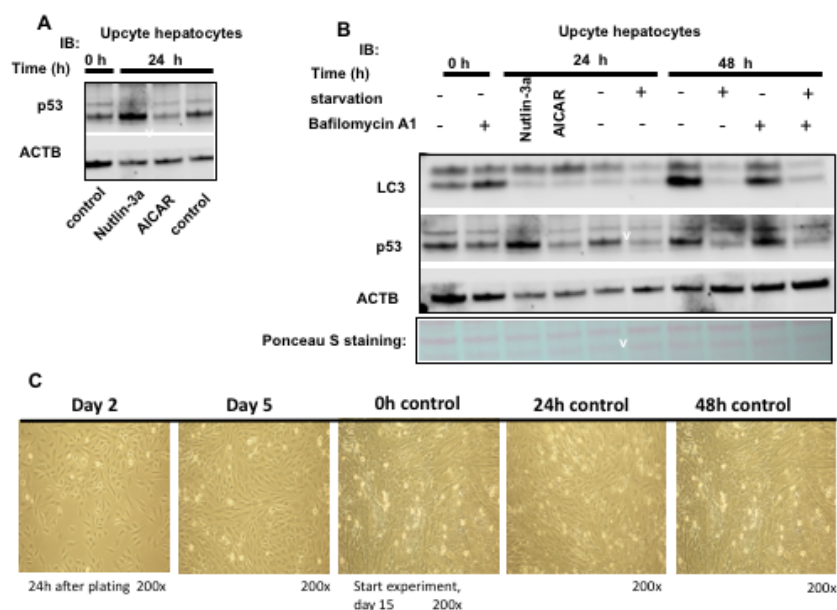 A
Upcyte hepatocytes
IB:
Time (h) 0 h 24 h
p53
ACTB
control Nutlin-3a AICAR control
B
Upcyte hepatocytes
IB:
Time (h) 0 h 24 h 48 h
starvation - - Nutlin-3a AICAR - + - + - +
Bafilomycin A1 - + - - - - + +
LC3
p53 v
ACTB
Ponceau S staining: v
C
Day 2 Day 5 0h control 24h control 48h control
24h after plating 200x 200x Start experiment, 200x 200x
day 15 200x